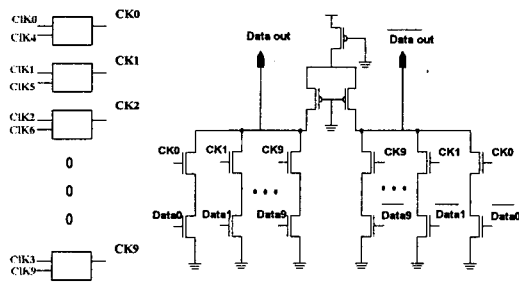 ClK0 CK0
ClK4
ClK1 CK1
ClK5
ClK2 CK2
ClK6
0
0
0
ClK3 CK9
ClK9
Data out Data out
CK0 CK1 CK9 CK9 CK1 CK0
Data0 Data1 Data9 Data9 Data1 Data0